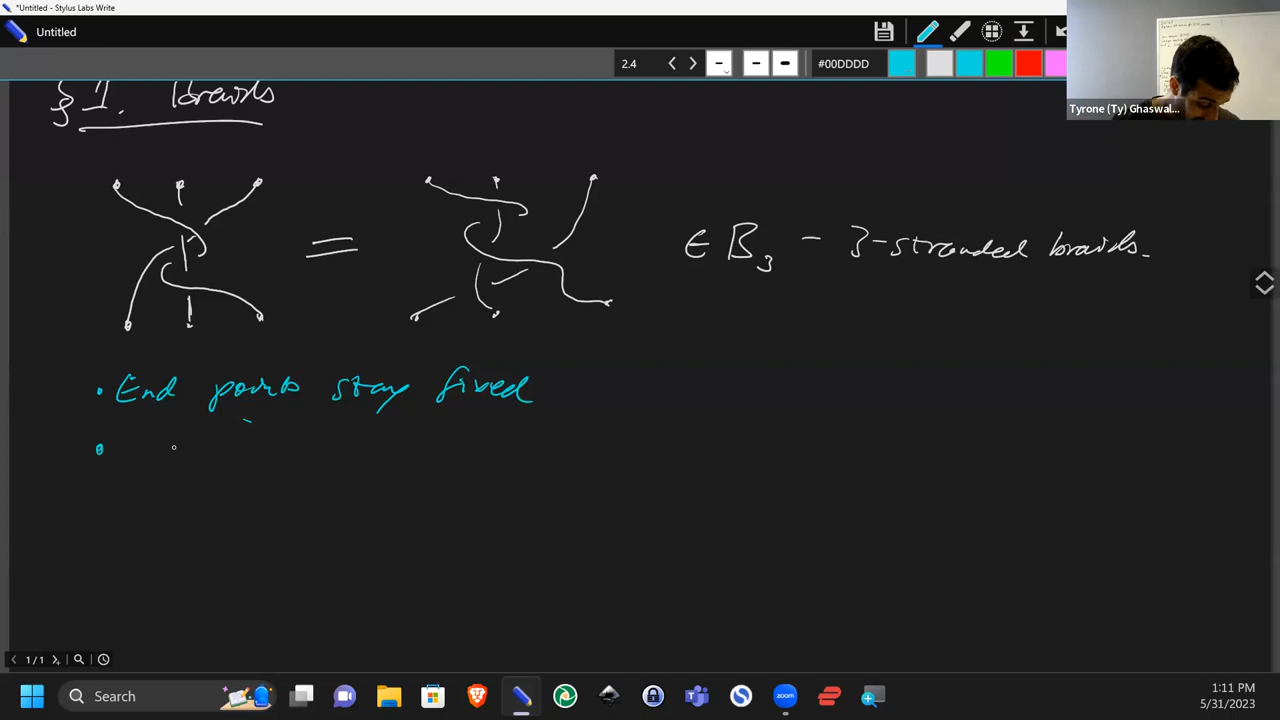 *Untitled - Stylus Labs Write
Untitled
2.4
#00DDDD
Tyrone (Ty) Ghaswal...
§1. Braids
= ∈ B₃ - 3-stranded braids.
• End points stay fixed
•
1/1
Search
1:11 PM
5/31/2023